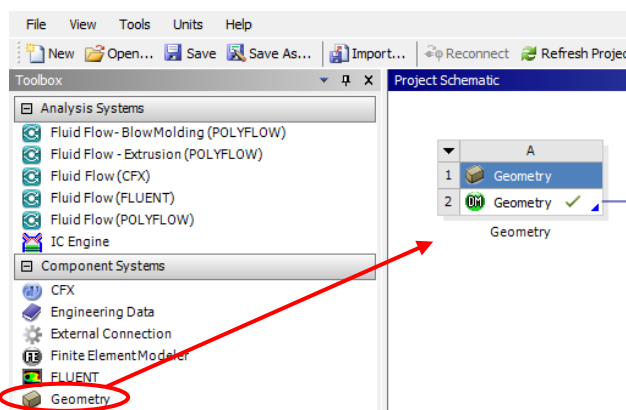 File View Tools Units Help
New Open... Save Save As... Import... Reconnect Refresh Projec
Toolbox
Project Schematic
Analysis Systems
Fluid Flow- BlowMolding (POLYFLOW)
Fluid Flow - Extrusion (POLYFLOW)
Fluid Flow (CFX)
Fluid Flow (FLUENT)
Fluid Flow (POLYFLOW)
IC Engine
Component Systems
CFX
Engineering Data
External Connection
Finite Element Modeler
FLUENT
Geometry
A
1 Geometry
2 DM Geometry
Geometry